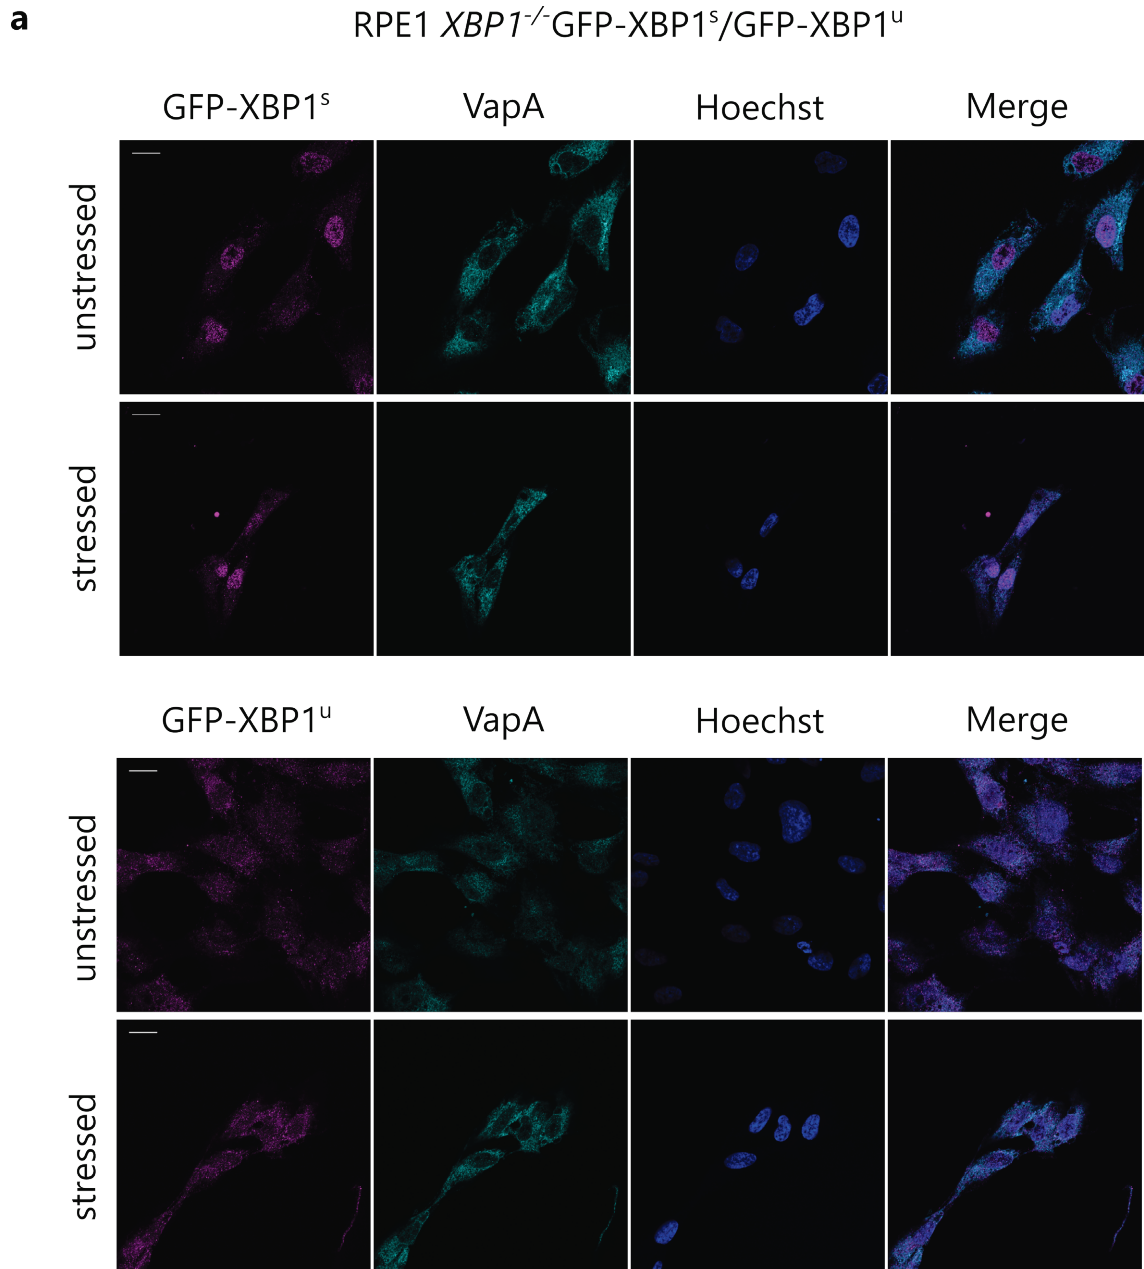 a
RPE1 XBP1-/-GFP-XBP1s/GFP-XBP1u
GFP-XBP1s VapA Hoechst Merge
unstressed
stressed
GFP-XBP1u VapA Hoechst Merge
unstressed
stressed